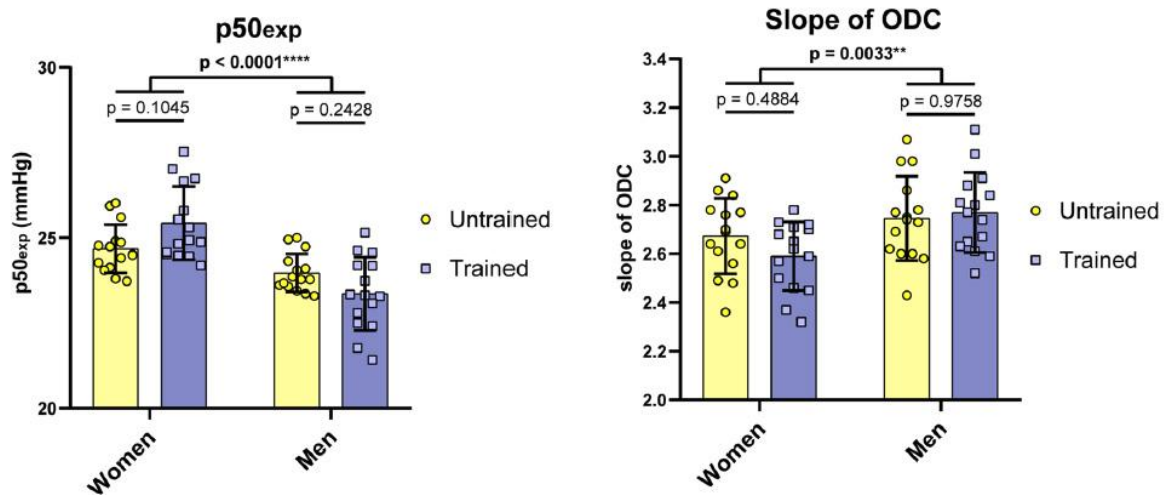 p50exp
p < 0.0001****
p = 0.1045
p = 0.2428
30
25
20
p50exp (mmHg)
Women
Men
Untrained
Trained
Slope of ODC
p = 0.0033**
p = 0.4884
p = 0.9758
3.4
3.2
3.0
2.8
2.6
2.4
2.2
2.0
slope of ODC
Women
Men
Untrained
Trained